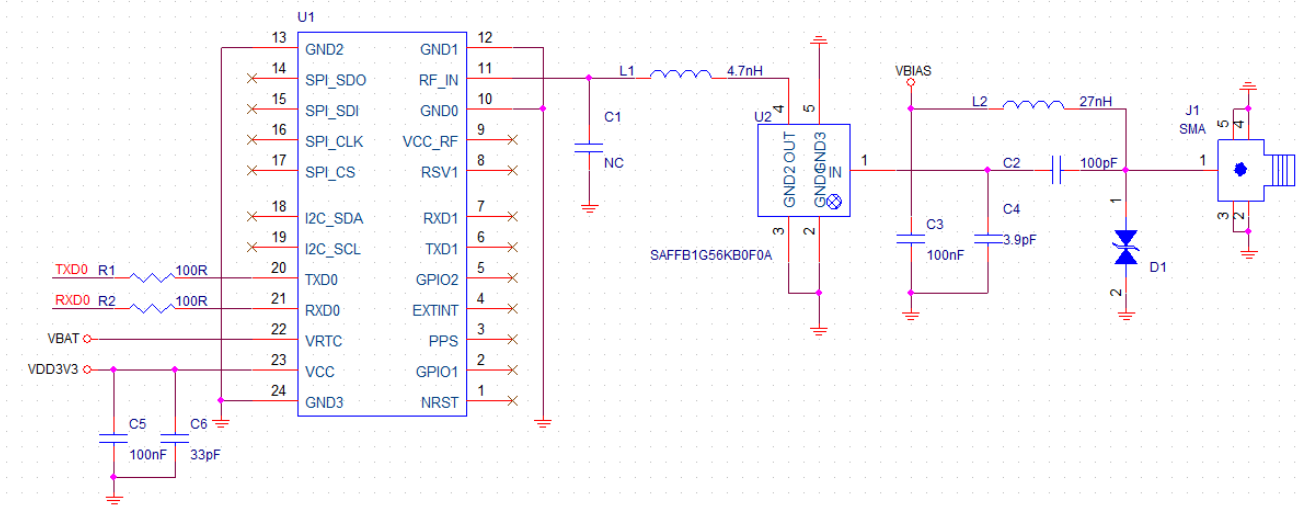 U1
13 GND2 GND1 12
14 SPI_SDO RF_IN 11
15 SPI_SDI GND0 10
16 SPI_CLK VCC_RF 9
17 SPI_CS RSV1 8
18 I2C_SDA RXD1 7
19 I2C_SCL TXD1 6
TXD0 R1 100R 20 TXD0 GPIO2 5
RXD0 R2 100R 21 RXD0 EXTINT 4
VBAT 22 VRTC PPS 3
VDD3V3 23 VCC GPIO1 2
24 GND3 NRST 1
C5
100nF
C6
33pF
L1 4.7nH
C1
NC
U2
4 5
OUT GND3
GND2 IN 1
3 2
SAFFB1G56KB0F0A
VBIAS
L2 27nH
C2 100pF
C3
100nF
C4
3.9pF
1
D1
2
J1
SMA
5 4
1
3 2